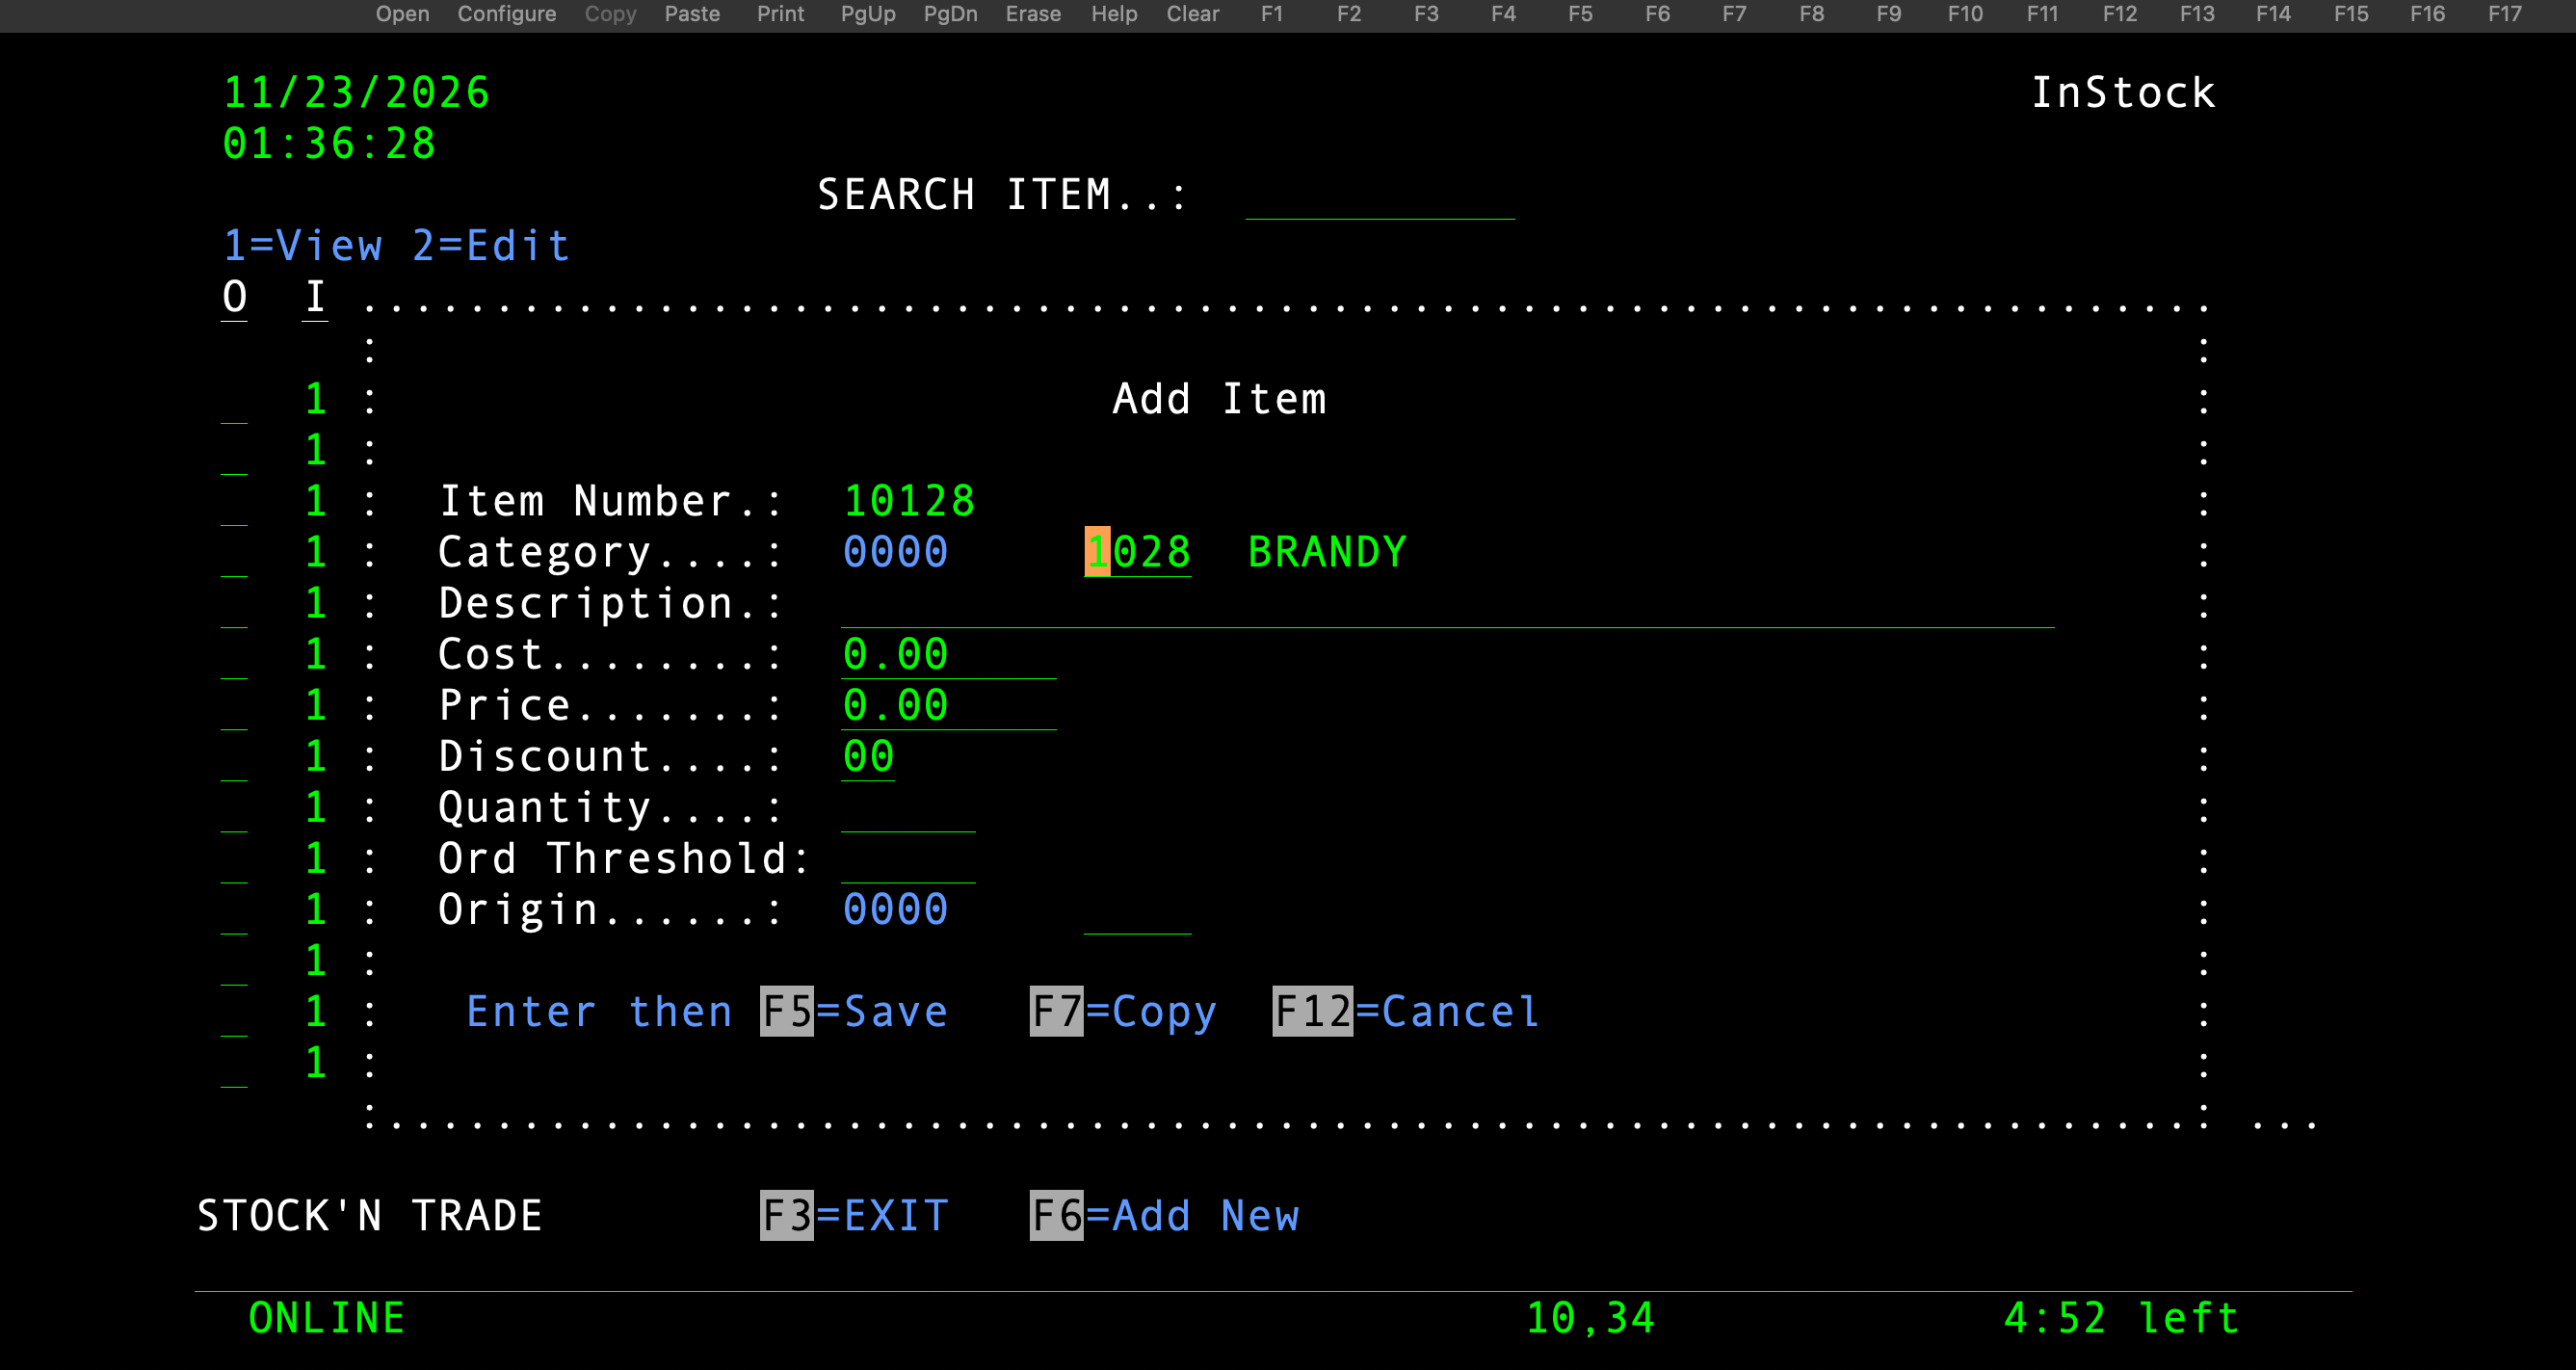 Open Configure Copy Paste Print PgUp PgDn Erase Help Clear F1 F2 F3 F4 F5 F6 F7 F8 F9 F10 F11 F12 F13 F14 F15 F16 F17
11/23/2026 InStock
01:36:28
SEARCH ITEM..:
1=View 2=Edit
O I .....................................................................
: :
1 : Add Item :
1 : :
1 : Item Number.: 10128 :
1 : Category....: 0000 1028 BRANDY :
1 : Description.: :
1 : Cost........: 0.00 :
1 : Price.......: 0.00 :
1 : Discount....: 00 :
1 : Quantity....: :
1 : Ord Threshold: :
1 : Origin......: 0000 :
1 : :
1 : Enter then F5=Save F7=Copy F12=Cancel :
1 : :
:...................................................................: ...
STOCK'N TRADE F3=EXIT F6=Add New
ONLINE 10,34 4:52 left